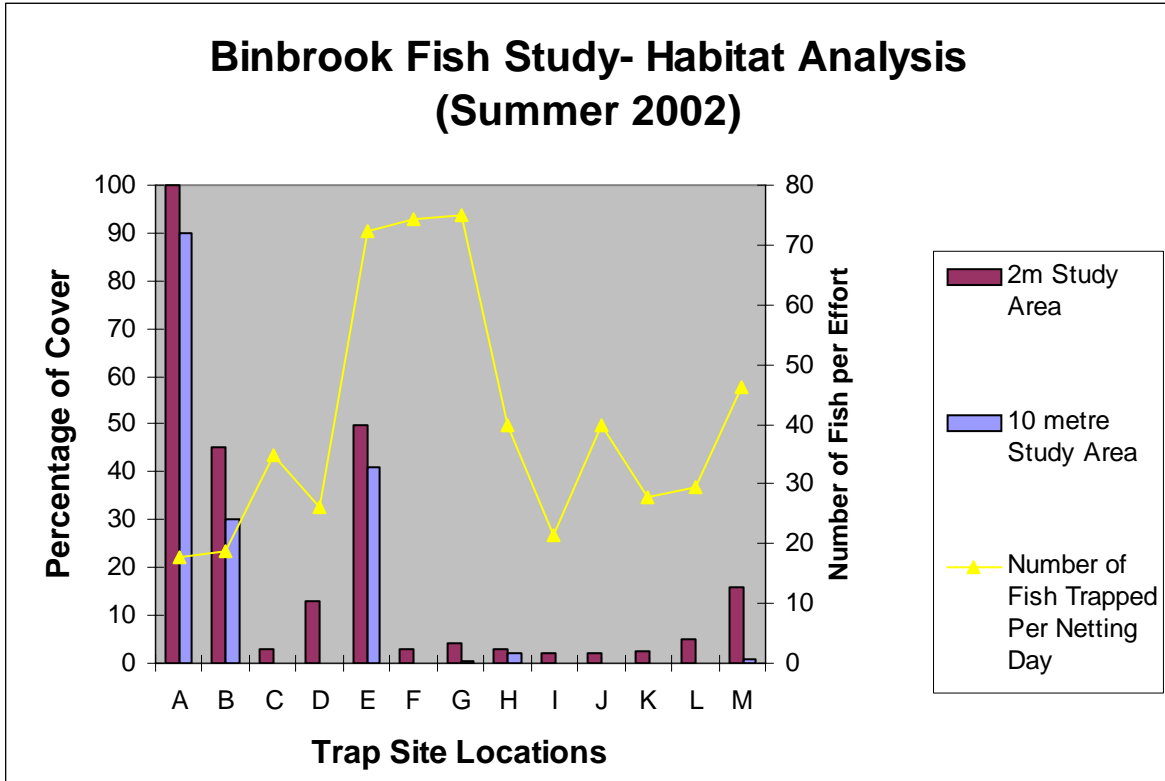 Binbrook Fish Study- Habitat Analysis
(Summer 2002)
Percentage of Cover
100
90
80
70
60
50
40
30
20
10
0
A B C D E F G H I J K L M
Trap Site Locations
80
70
60
50
40
30
20
10
0
Number of Fish per Effort
2m Study
Area
10 metre
Study Area
Number of
Fish Trapped
Per Netting
Day